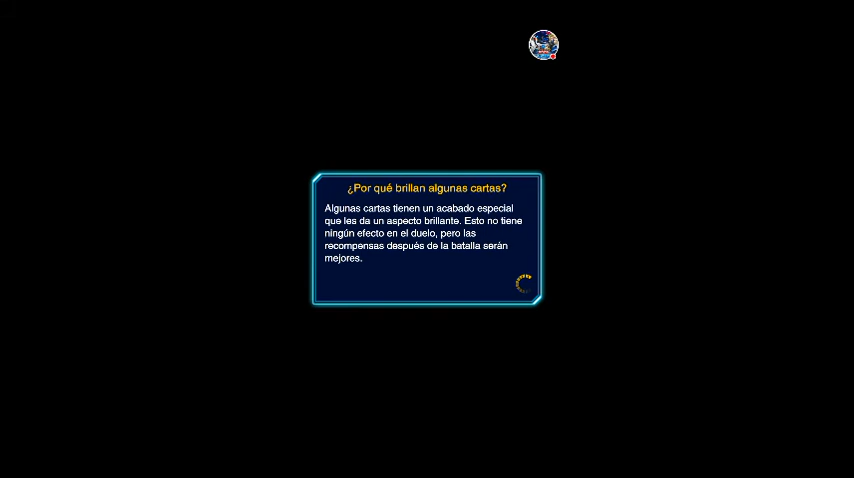 ¿Por qué brillan algunas cartas?
Algunas cartas tienen un acabado especial
que les da un aspecto brillante. Esto no tiene
ningún efecto en el duelo, pero las
recompensas después de la batalla serán
mejores.